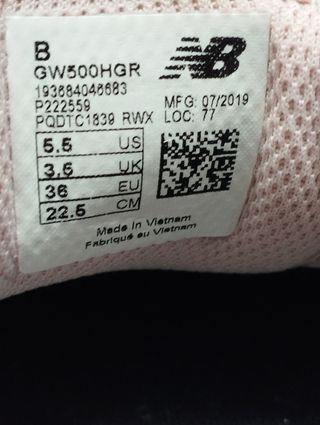 B
GW500HGR
193684046683
P222559
PQDTC1839 RWX
MFG: 07/2019
LOC: 77
5.5 US
3.5 UK
36 EU
22.5 CM
Made in Vietnam
Fabriqué au Vietnam